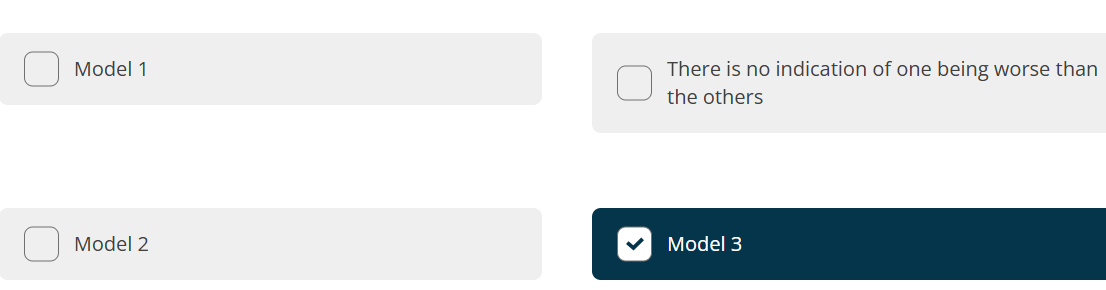 Model 1
There is no indication of one being worse than
the others
Model 2
Model 3